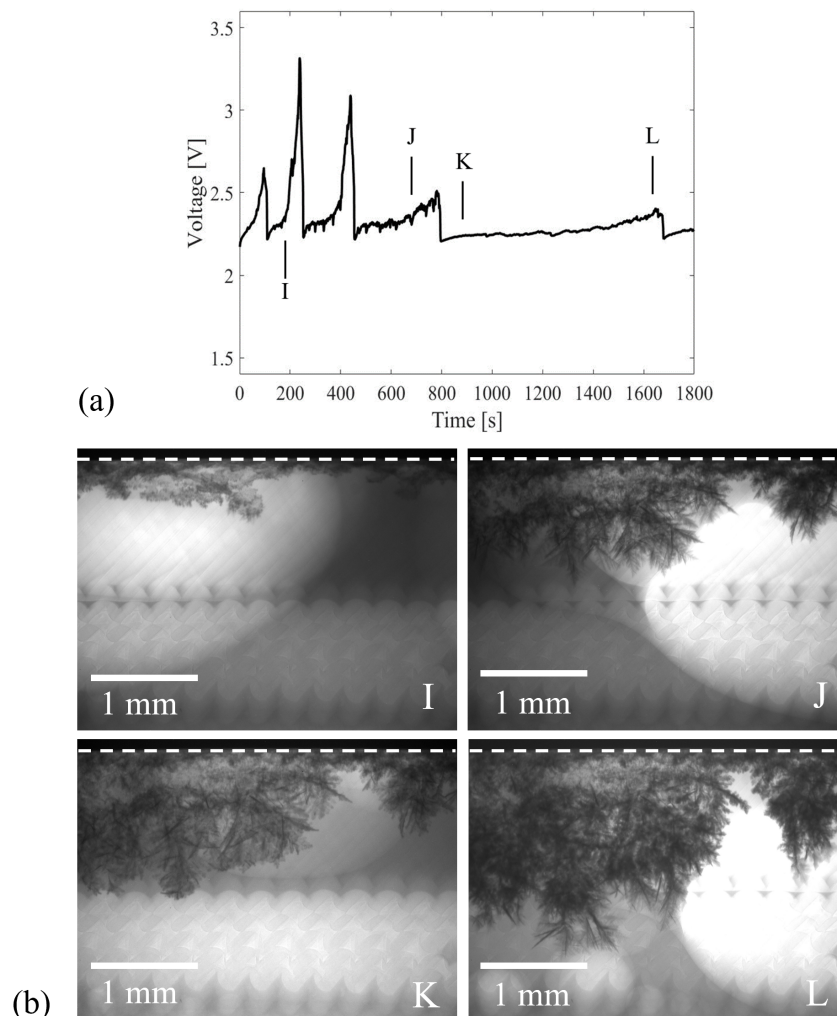 3.5
3
2.5
2
1.5
Voltage [V]
J
K
L
I
0 200 400 600 800 1000 1200 1400 1600 1800
Time [s]
(a)
1 mm I
1 mm J
1 mm K
1 mm L
(b)